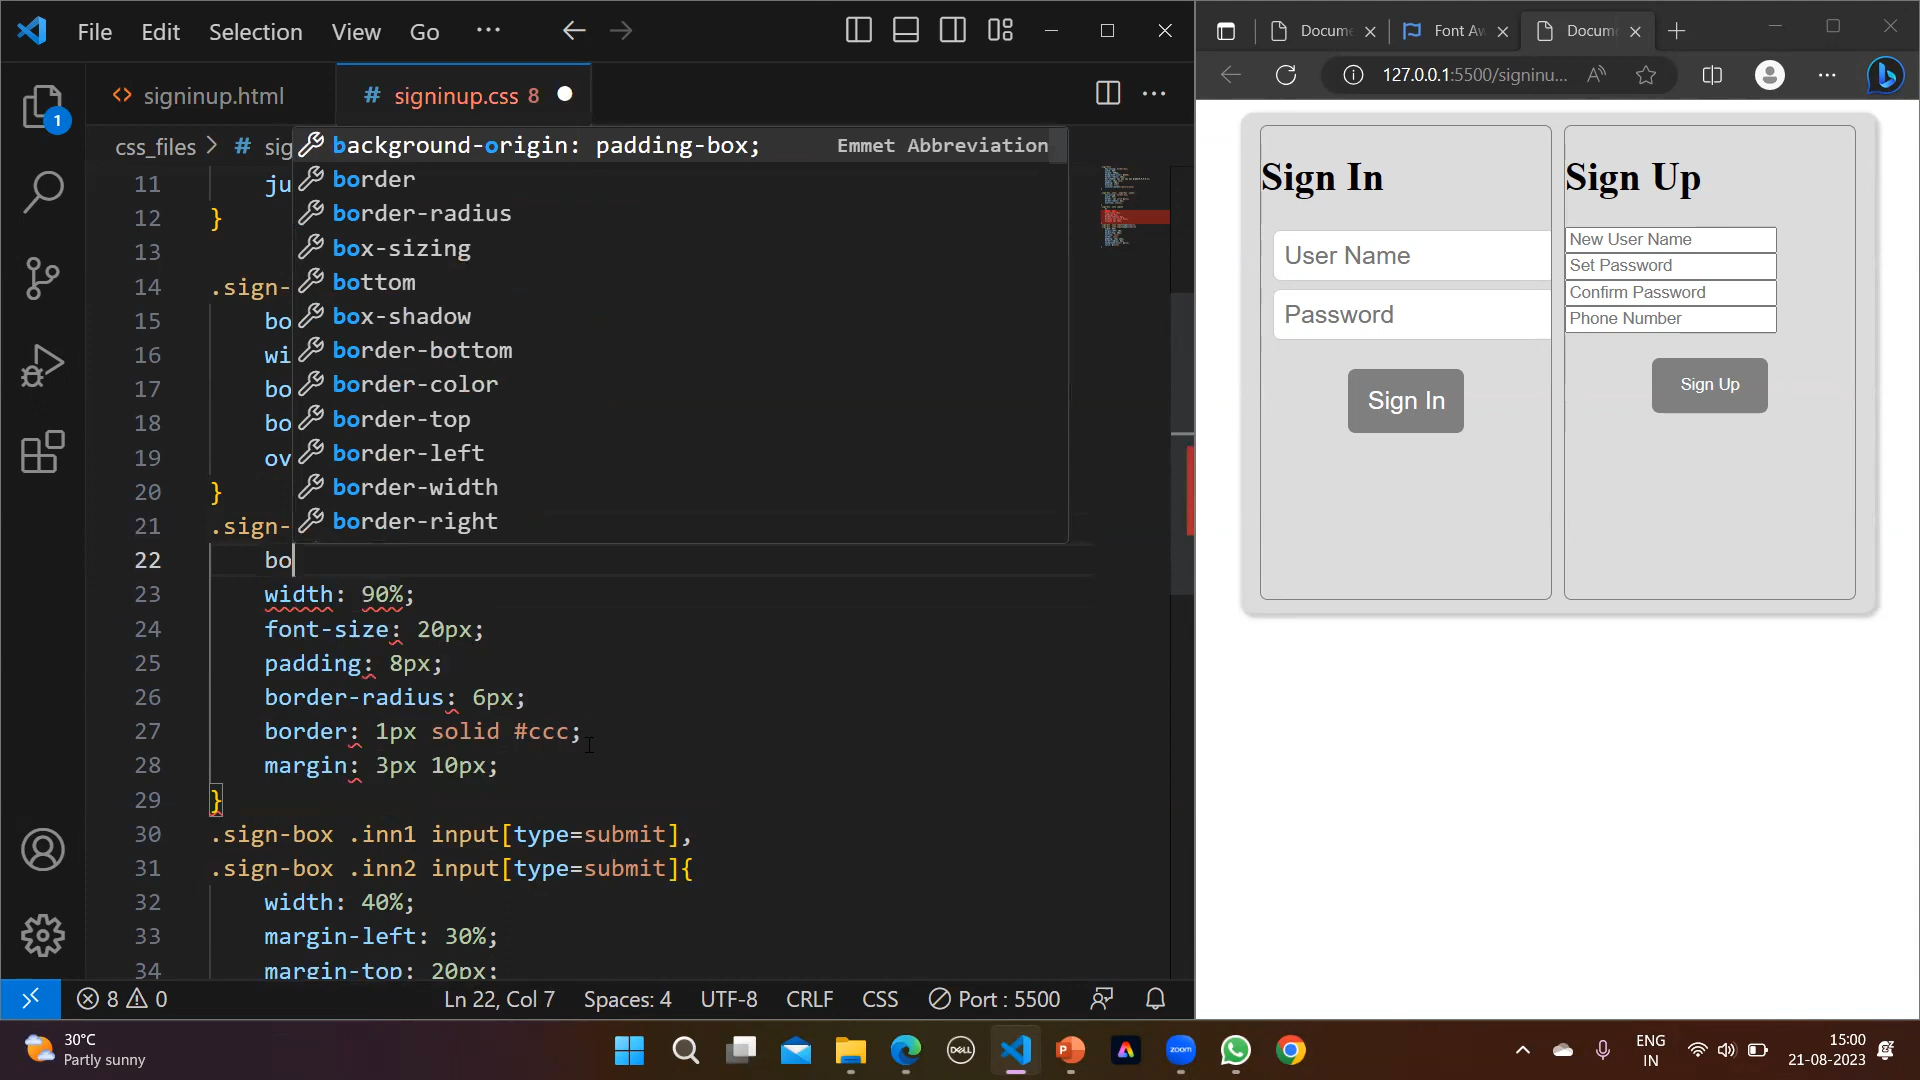 File Edit Selection View Go ···
signinup.html # signinup.css 8
css_files > # sig
background-origin: padding-box; Emmet Abbreviation
border
border-radius
box-sizing
bottom
box-shadow
border-bottom
border-color
border-top
border-left
border-width
border-right
11 ju
12 }
13
14 .sign-
15 bo
16 wi
17 bo
18 bo
19 ov
20 }
21 .sign-
22 bo
23 width: 90%;
24 font-size: 20px;
25 padding: 8px;
26 border-radius: 6px;
27 border: 1px solid #ccc;
28 margin: 3px 10px;
29 }
30 .sign-box .inn1 input[type=submit],
31 .sign-box .inn2 input[type=submit]{
32 width: 40%;
33 margin-left: 30%;
34 margin-top: 20px;
1
8 0 Ln 22, Col 7 Spaces: 4 UTF-8 CRLF CSS Port : 5500
Docume Font Aw Docum
127.0.0.1:5500/signinu...
Sign In
User Name
Password
Sign In
Sign Up
New User Name
Set Password
Confirm Password
Phone Number
Sign Up
30°C
Partly sunny
DELL
zoom
ENG
IN
15:00
21-08-2023